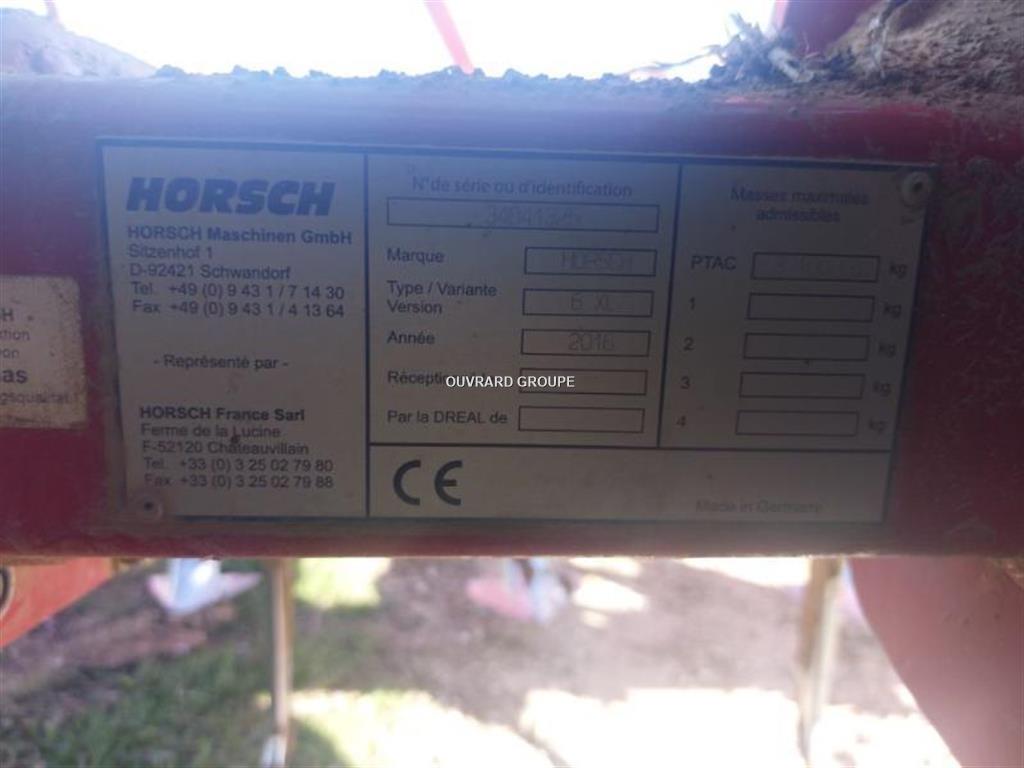 HORSCH
HORSCH Maschinen GmbH
Sitzenhof 1
D-92421 Schwandorf
Tel. +49 (0) 9 43 1 / 7 14 30
Fax +49 (0) 9 43 1 / 4 13 64
- Représenté par -
HORSCH France Sarl
Ferme de la Lucine
F-52120 Châteauvillain
Tel. +33 (0) 3 25 02 79 80
Fax +33 (0) 3 25 02 79 88
N° de série ou d'identification
Marque HORSCH
Type / Variante
Version 6 XL
Année 2016
OUVRARD GROUPE
Par la DREAL de
CE
Masses maximales
admissibles
PTAC kg
1 kg
2 kg
3 kg
4 kg
Made in Germany